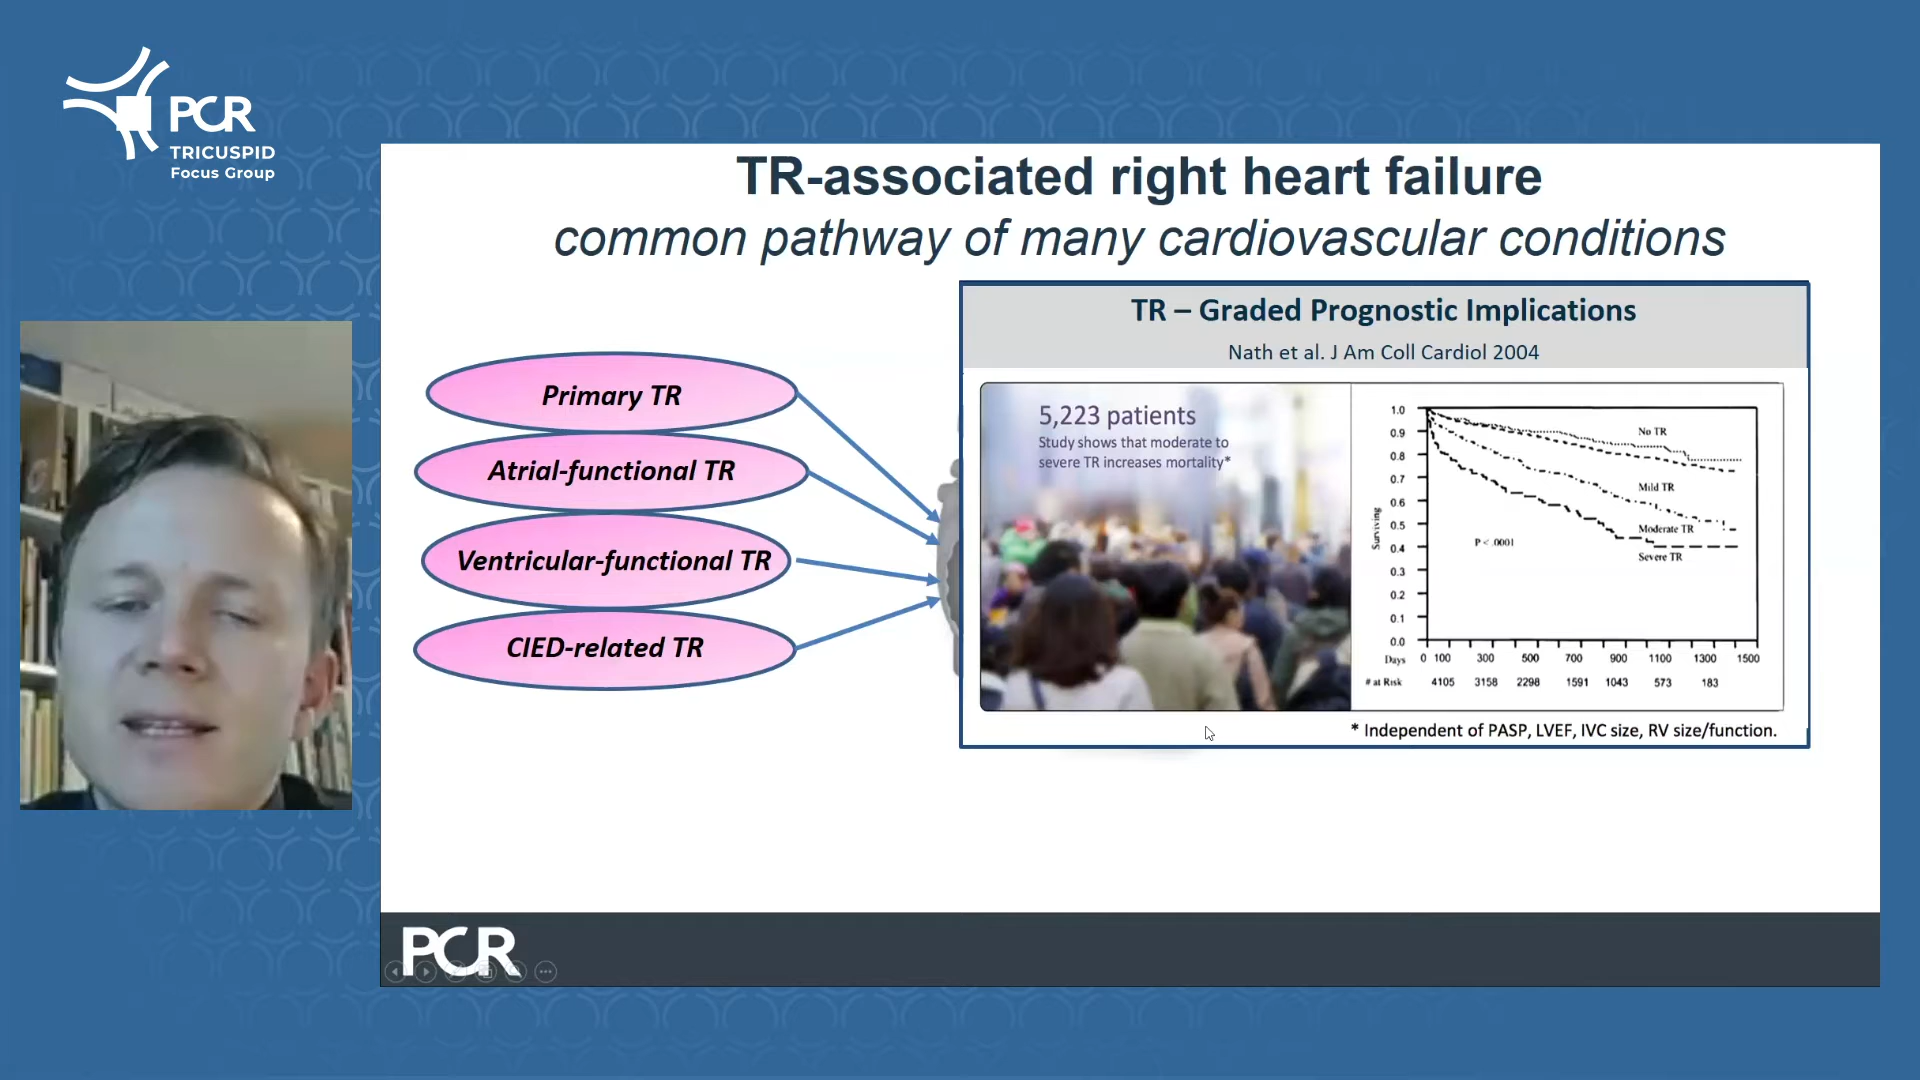 PCR
TRICUSPID
Focus Group
TR-associated right heart failure
common pathway of many cardiovascular conditions
Primary TR
Atrial-functional TR
Ventricular-functional TR
CIED-related TR
TR – Graded Prognostic Implications
Nath et al. J Am Coll Cardiol 2004
5,223 patients
Study shows that moderate to
severe TR increases mortality*
Surviving
1.0
0.9
0.8
0.7
0.6
0.5
0.4
0.3
0.2
0.1
0.0
No TR
Mild TR
Moderate TR
Severe TR
P < .0001
Days 0 100 300 500 700 900 1100 1300 1500
# at Risk 4105 3158 2298 1591 1043 573 183
* Independent of PASP, LVEF, IVC size, RV size/function.
PCR